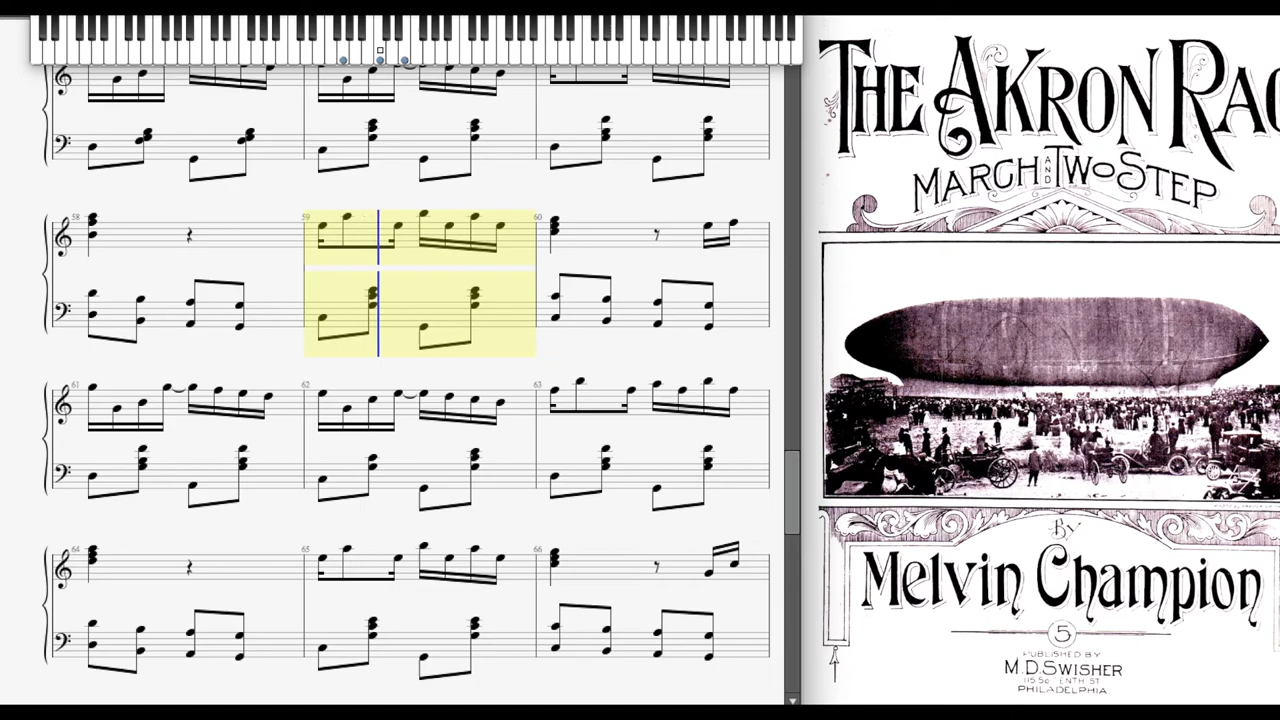 58
59
60
61
62
63
64
65
66
THE AKRON RAG
MARCH AND TWO STEP
BY
MELVIN CHAMPION
5
PUBLISHED BY
M.D.SWISHER
PHILADELPHIA